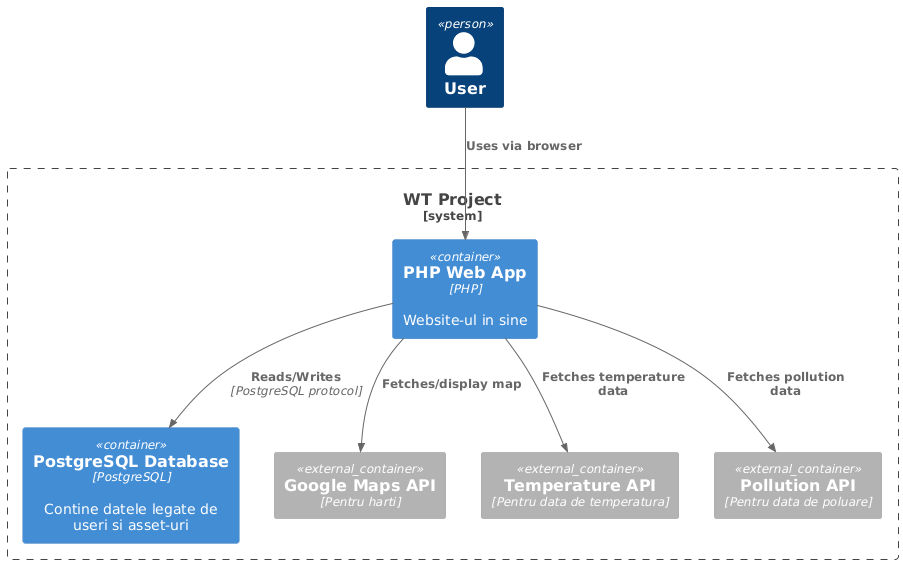 «person»
User
Uses via browser
WT Project
[system]
«container»
PHP Web App
[PHP]
Website-ul in sine
Reads/Writes
[PostgreSQL protocol]
Fetches/display map
Fetches temperature
data
Fetches pollution
data
«container»
PostgreSQL Database
[PostgreSQL]
Contine datele legate de
useri si asset-uri
«external_container»
Google Maps API
[Pentru harti]
«external_container»
Temperature API
[Pentru data de temperatura]
«external_container»
Pollution API
[Pentru data de poluare]